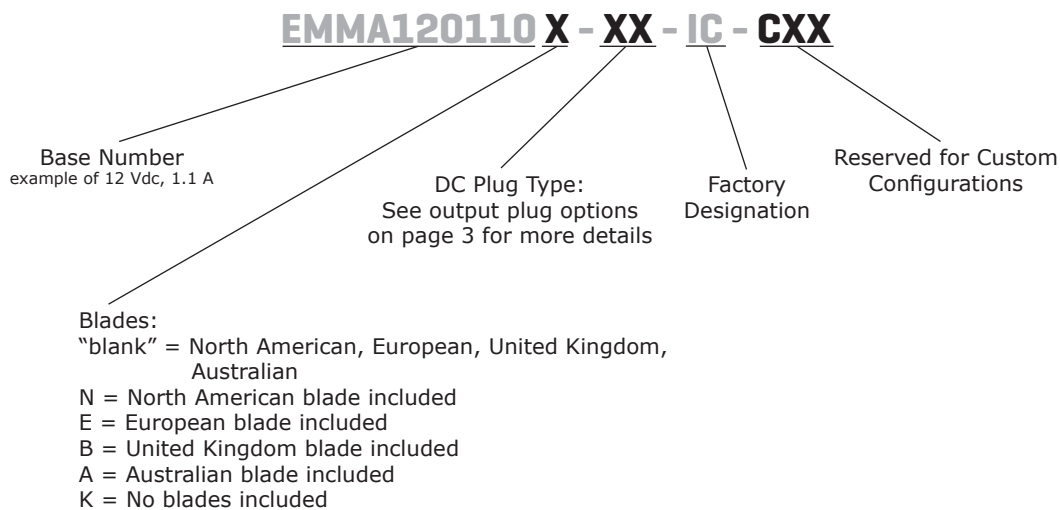 EMMA120110 X - XX - IC - CXX
Base Number
example of 12 Vdc, 1.1 A
DC Plug Type:
See output plug options
on page 3 for more details
Factory
Designation
Reserved for Custom
Configurations
Blades:
“blank” = North American, European, United Kingdom,
Australian
N = North American blade included
E = European blade included
B = United Kingdom blade included
A = Australian blade included
K = No blades included